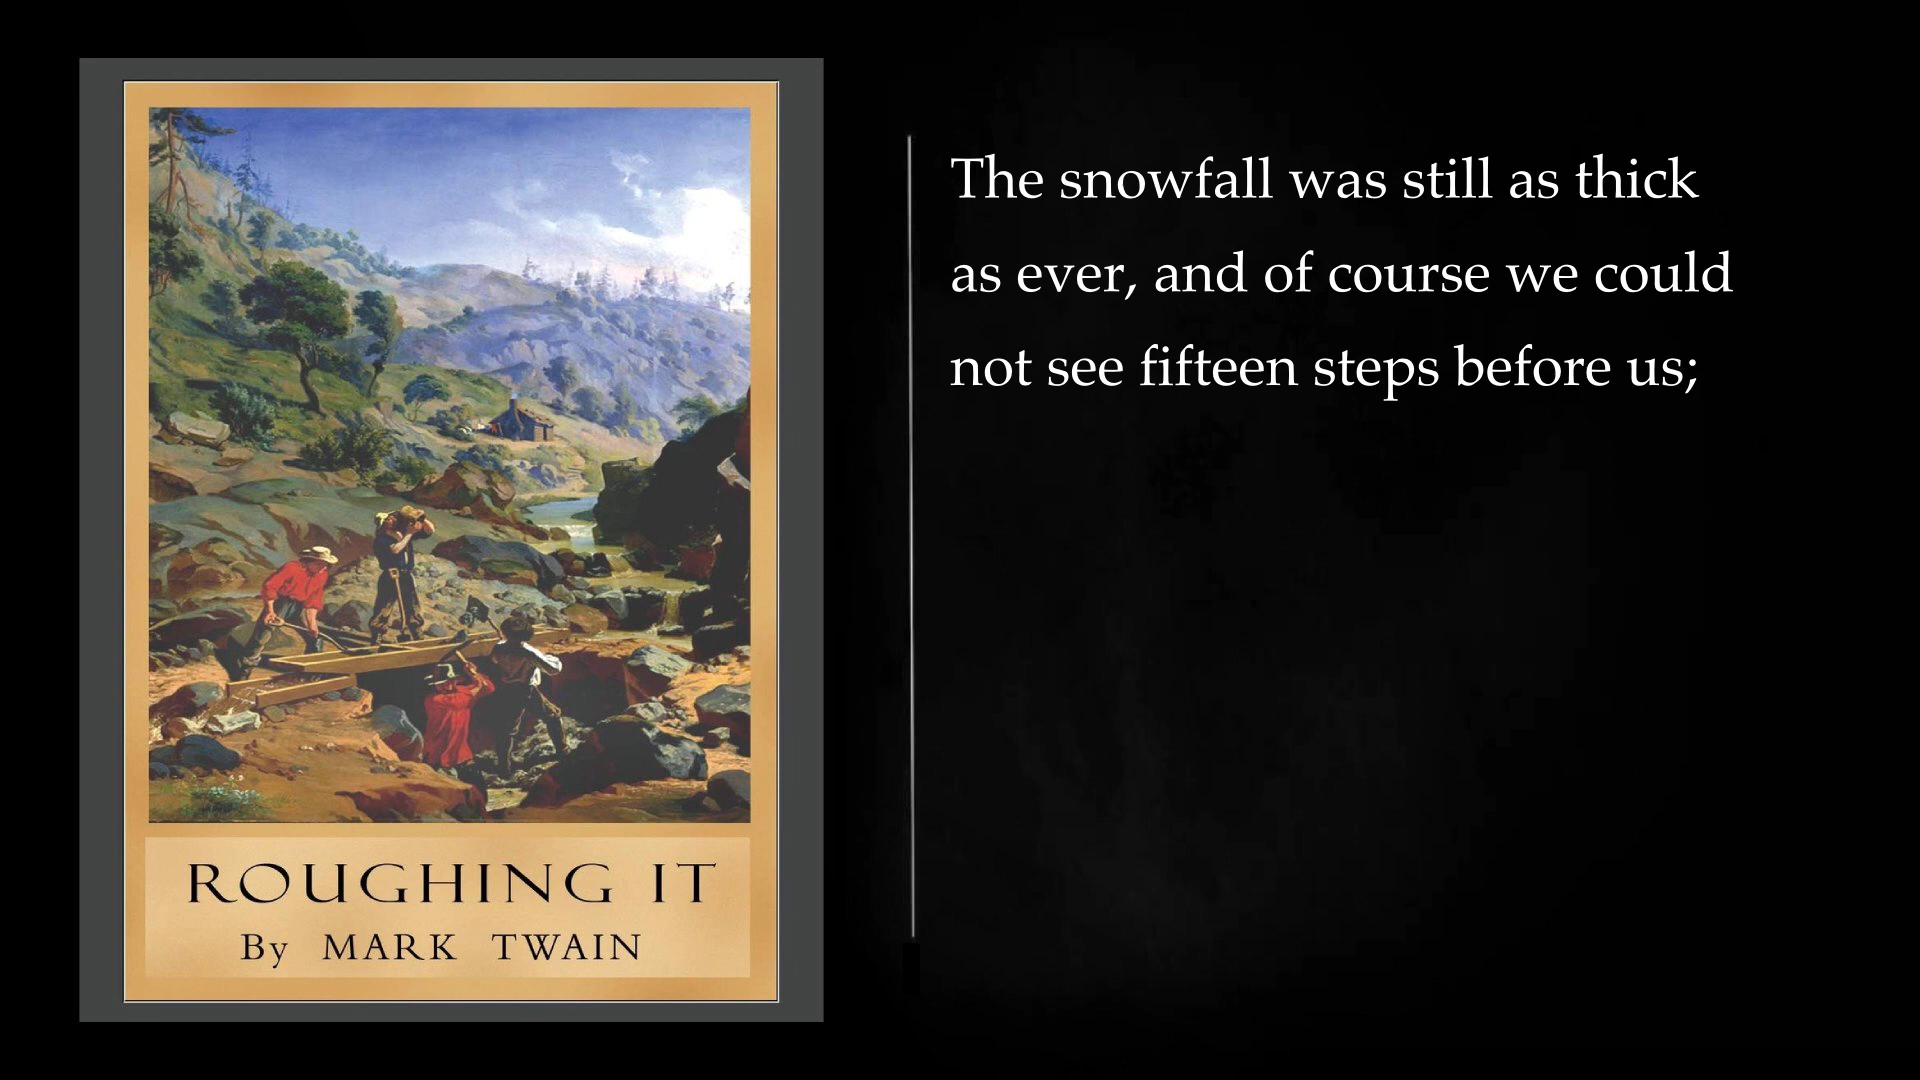 ROUGHING IT
By MARK TWAIN
The snowfall was still as thick
as ever, and of course we could
not see fifteen steps before us;